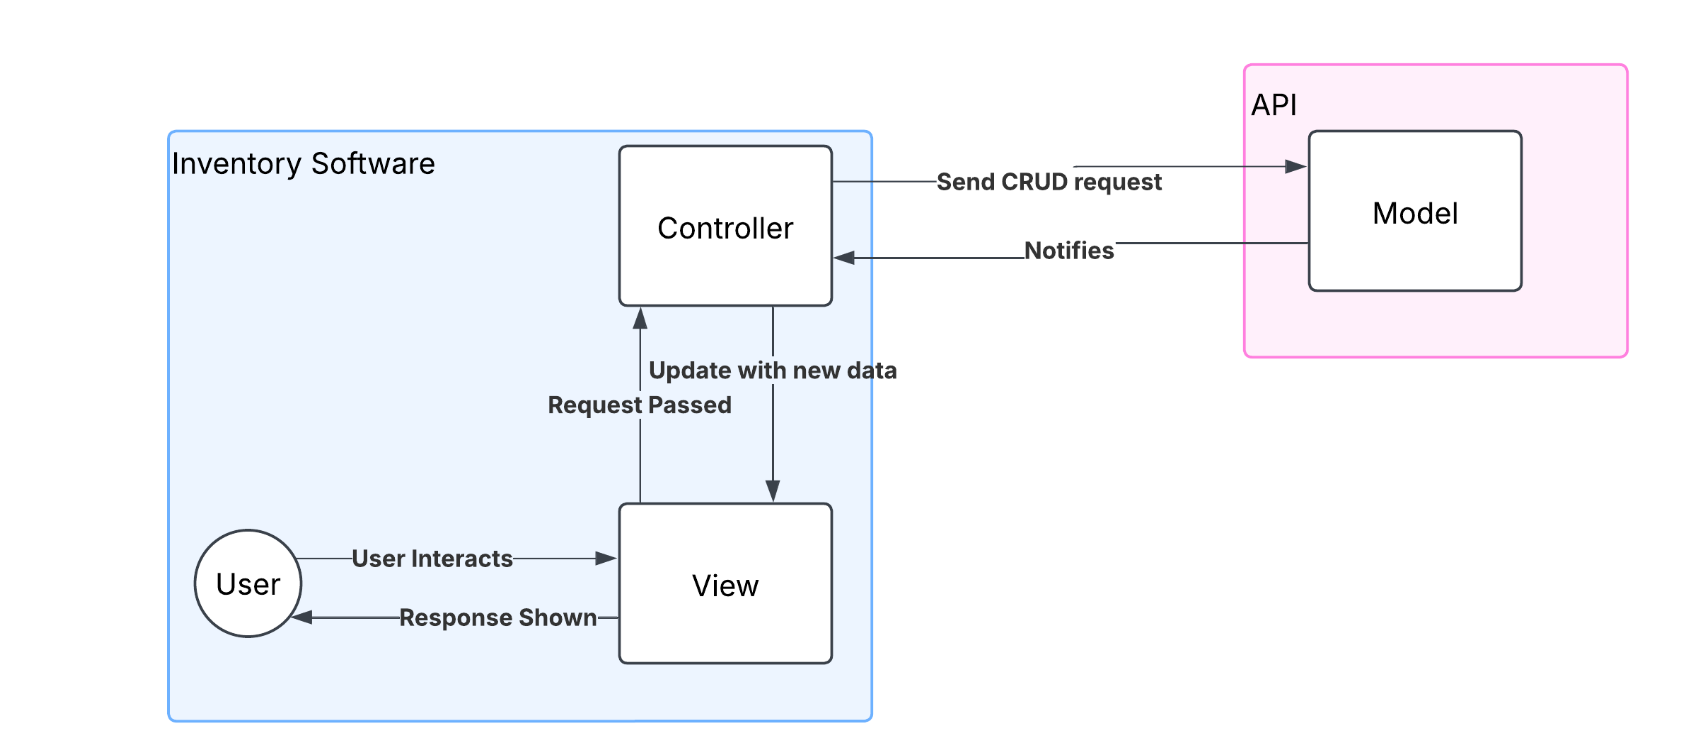 API
Inventory Software
Send CRUD request
Model
Controller
Notifies
Update with new data
Request Passed
User Interacts
User
View
Response Shown